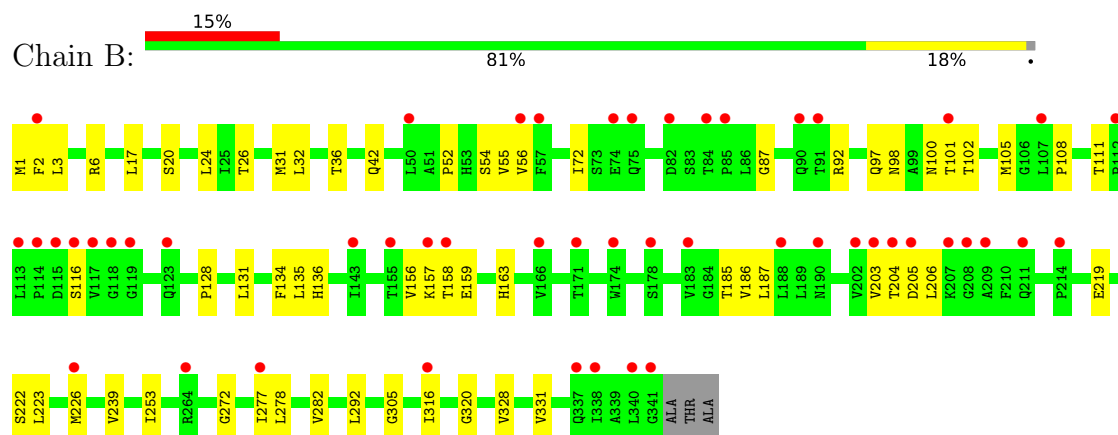 15%
Chain B:
81%
18%
•
M1 F2 L3 R6 L17 S20 L24 I25 T26 M31 L32 T36 Q42 L50 A51 P52 H53 S54 V55 V56 F57 I72 S73 E74 Q75 D82 S83 T84 P85 L86 G87 Q90 T91 R92 Q97 N98 A99 N100 T101 T102 M105 G106 L107 P108 T111
L113 P114 D115 S116 V117 G118 G119 Q123 P128 L131 F134 L135 H136 I143 T155 V156 K157 T158 E159 H163 V166 T171 W174 S178 V183 G184 T185 V186 L187 L188 L189 N190 V202 V203 T204 D205 L206 K207 G208 A209 F210 Q211 P214 E219
S222 L223 M226 V239 I253 R264 G272 I277 L278 V282 L292 G305 I316 G320 V328 V331 Q337 I338 A339 L340 G341 ALA THR ALA